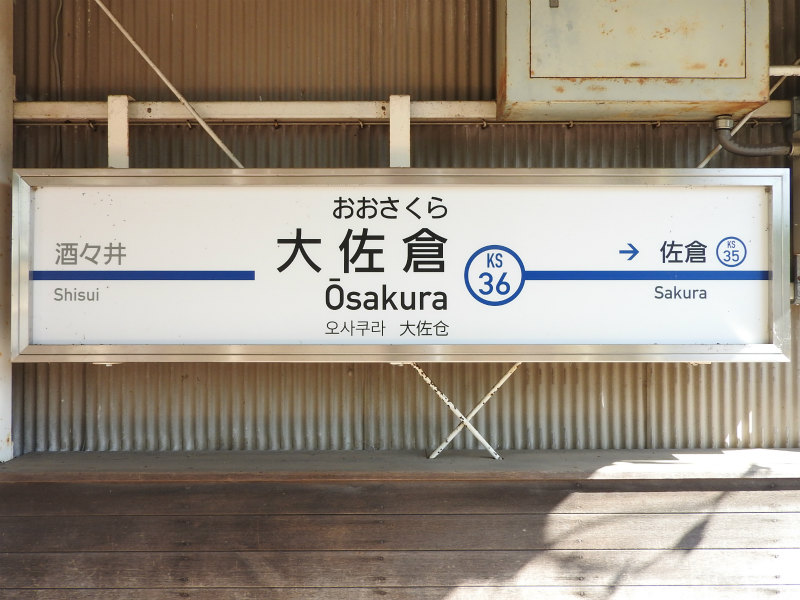 酒々井
Shisui
おおさくら
大佐倉
Ōsakura
오사쿠라 大佐仓
KS
36
→ 佐倉
KS
35
Sakura